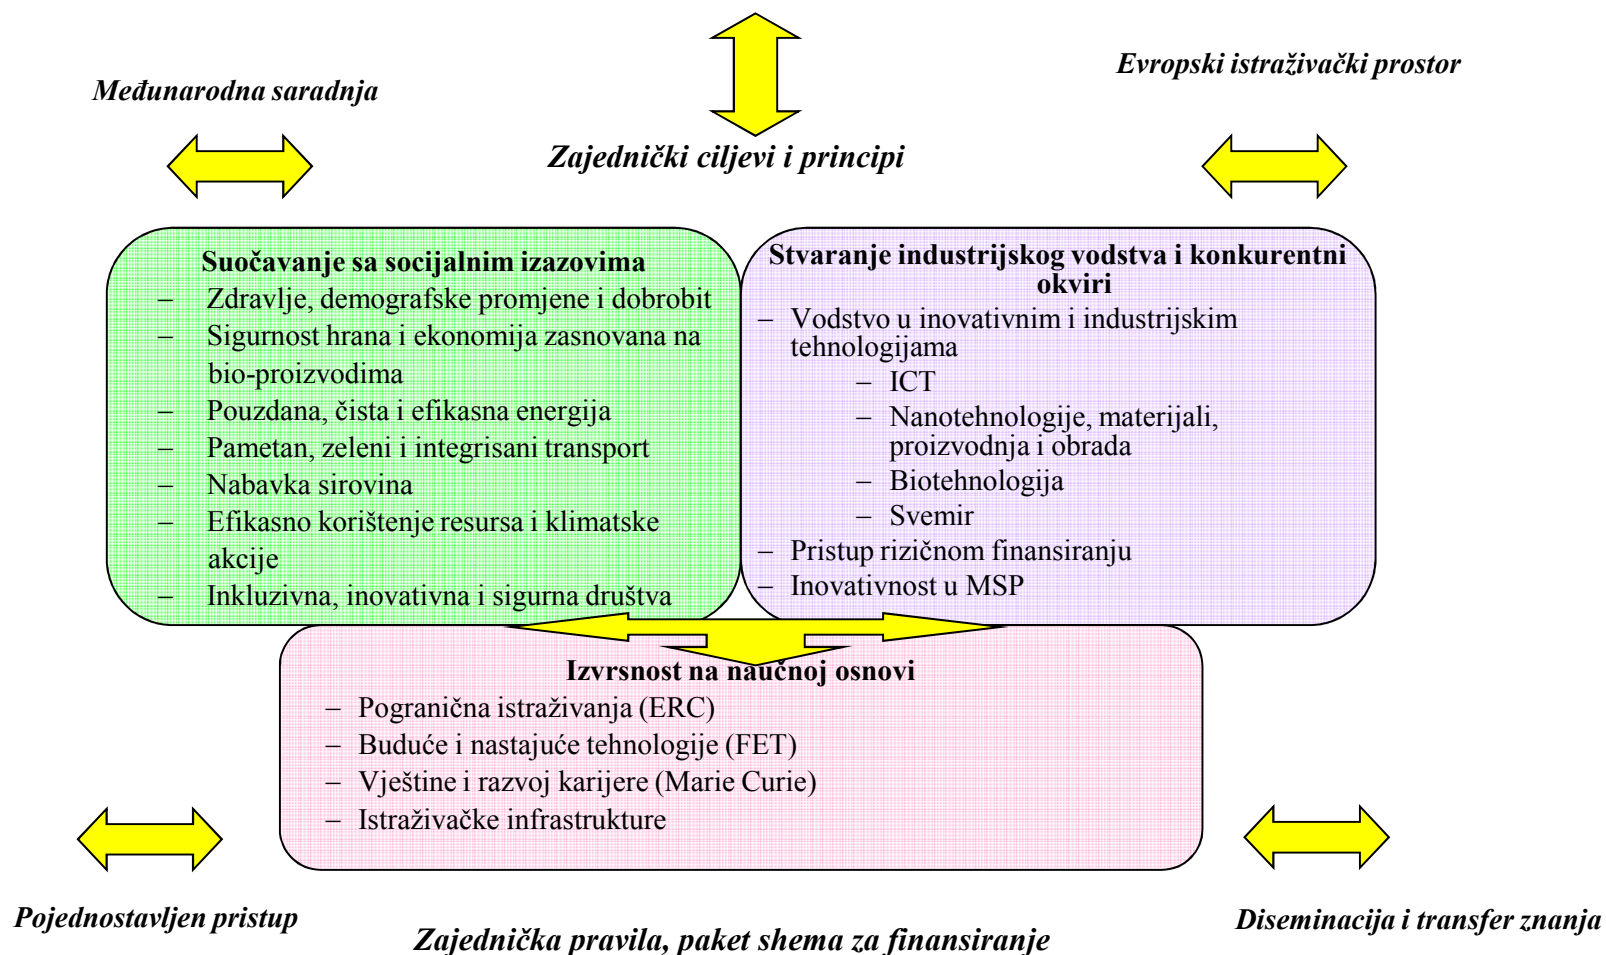 Međunarodna saradnja
Evropski istraživački prostor
Zajednički ciljevi i principi
Suočavanje sa socijalnim izazovima
– Zdravlje, demografske promjene i dobrobit
– Sigurnost hrana i ekonomija zasnovana na
bio-proizvodima
– Pouzdana, čista i efikasna energija
– Pametan, zeleni i integrisani transport
– Nabavka sirovina
– Efikasno korištenje resursa i klimatske
akcije
– Inkluzivna, inovativna i sigurna društva
Stvaranje industrijskog vodstva i konkurentni
okviri
– Vodstvo u inovativnim i industrijskim
tehnologijama
– ICT
– Nanotehnologije, materijali,
proizvodnja i obrada
– Biotehnologija
– Svemir
– Pristup rizičnom finansiranju
– Inovativnost u MSP
Izvrsnost na naučnoj osnovi
– Pogranična istraživanja (ERC)
– Buduće i nastajuće tehnologije (FET)
– Vještine i razvoj karijere (Marie Curie)
– Istraživačke infrastrukture
Pojednostavljen pristup
Diseminacija i transfer znanja
Zajednička pravila, paket shema za finansiranje